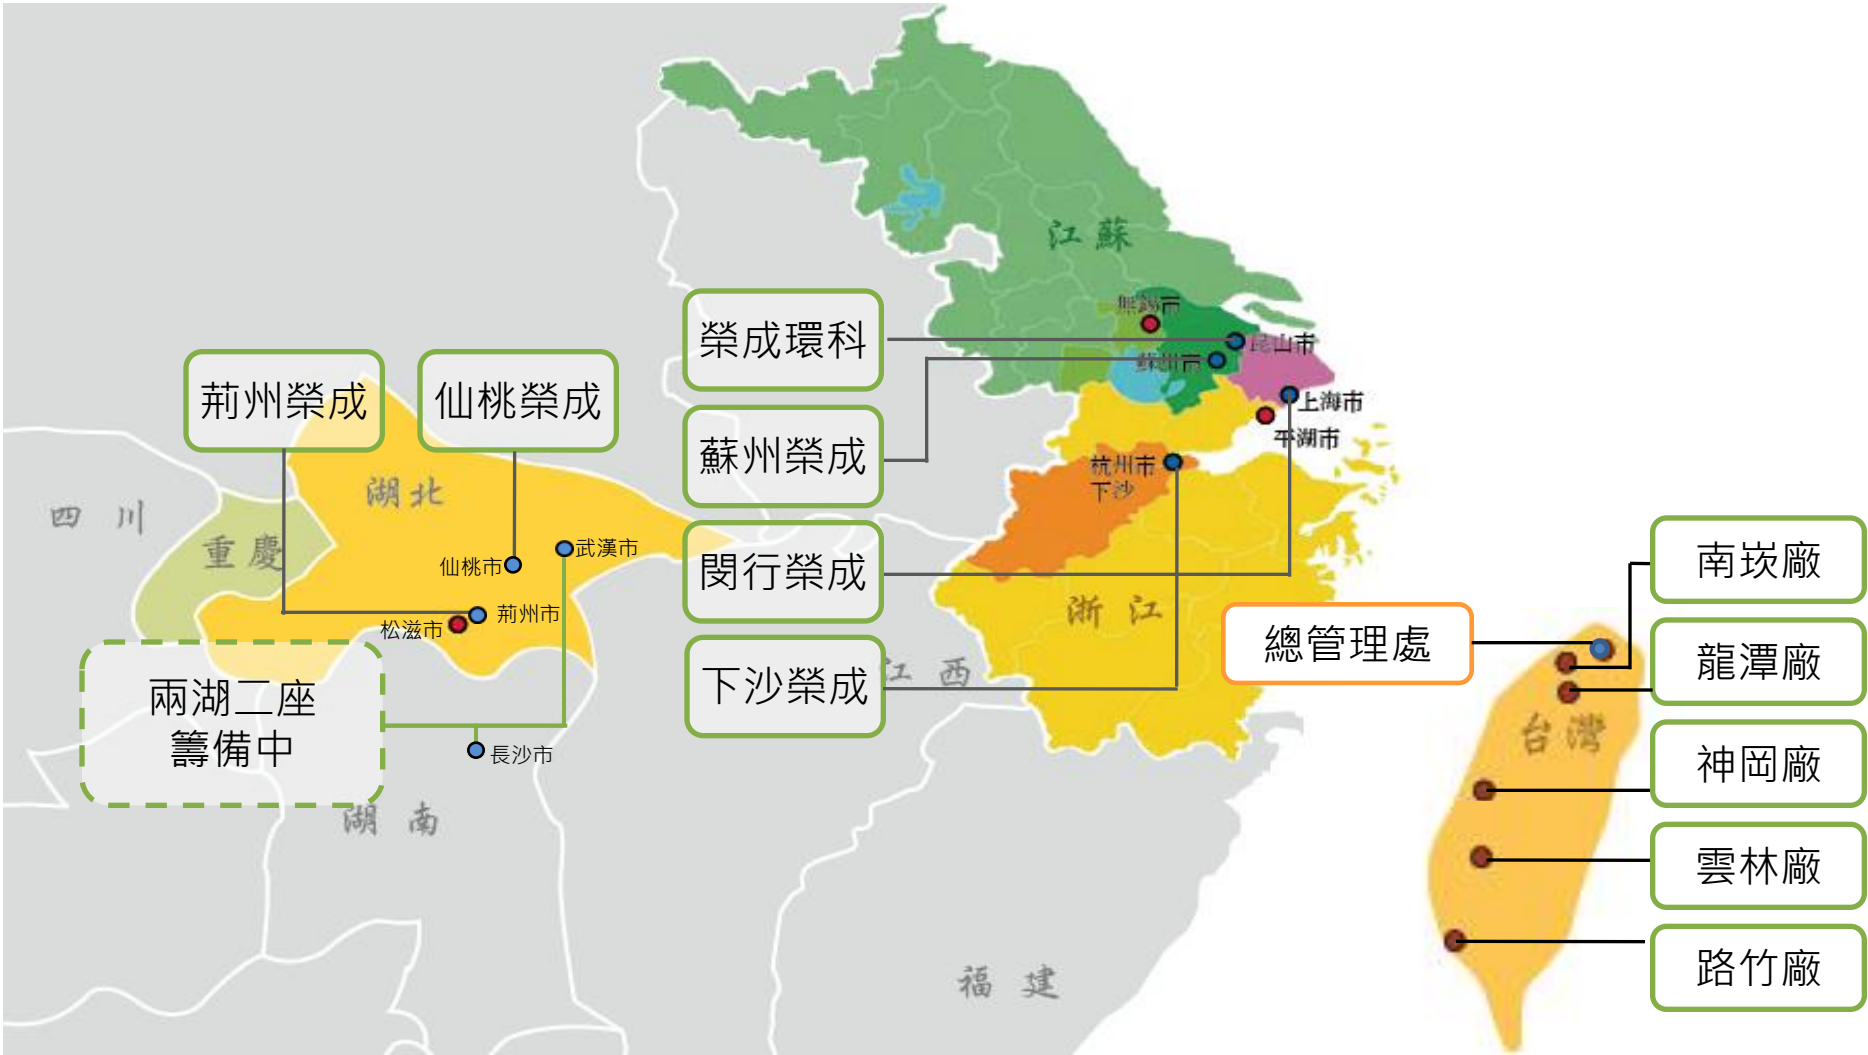 江蘇
無錫市
榮成環科
昆山市
蘇州市
荊州榮成
仙桃榮成
上海市
平湖市
蘇州榮成
杭州市
下沙
湖北
四川
重慶
武漢市
仙桃市
閔行榮成
南崁廠
荊州市
松滋市
浙江
總管理處
龍潭廠
江西
下沙榮成
兩湖二座
籌備中
長沙市
台灣
神岡廠
湖南
雲林廠
福建
路竹廠